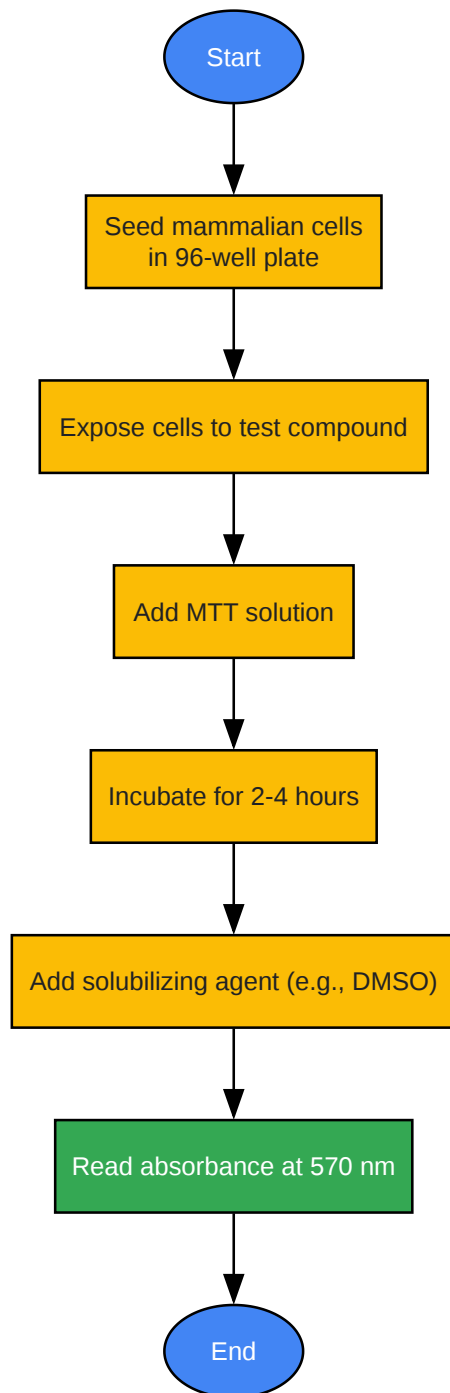 Start
Seed mammalian cells
in 96-well plate
Expose cells to test compound
Add MTT solution
Incubate for 2-4 hours
Add solubilizing agent (e.g., DMSO)
Read absorbance at 570 nm
End